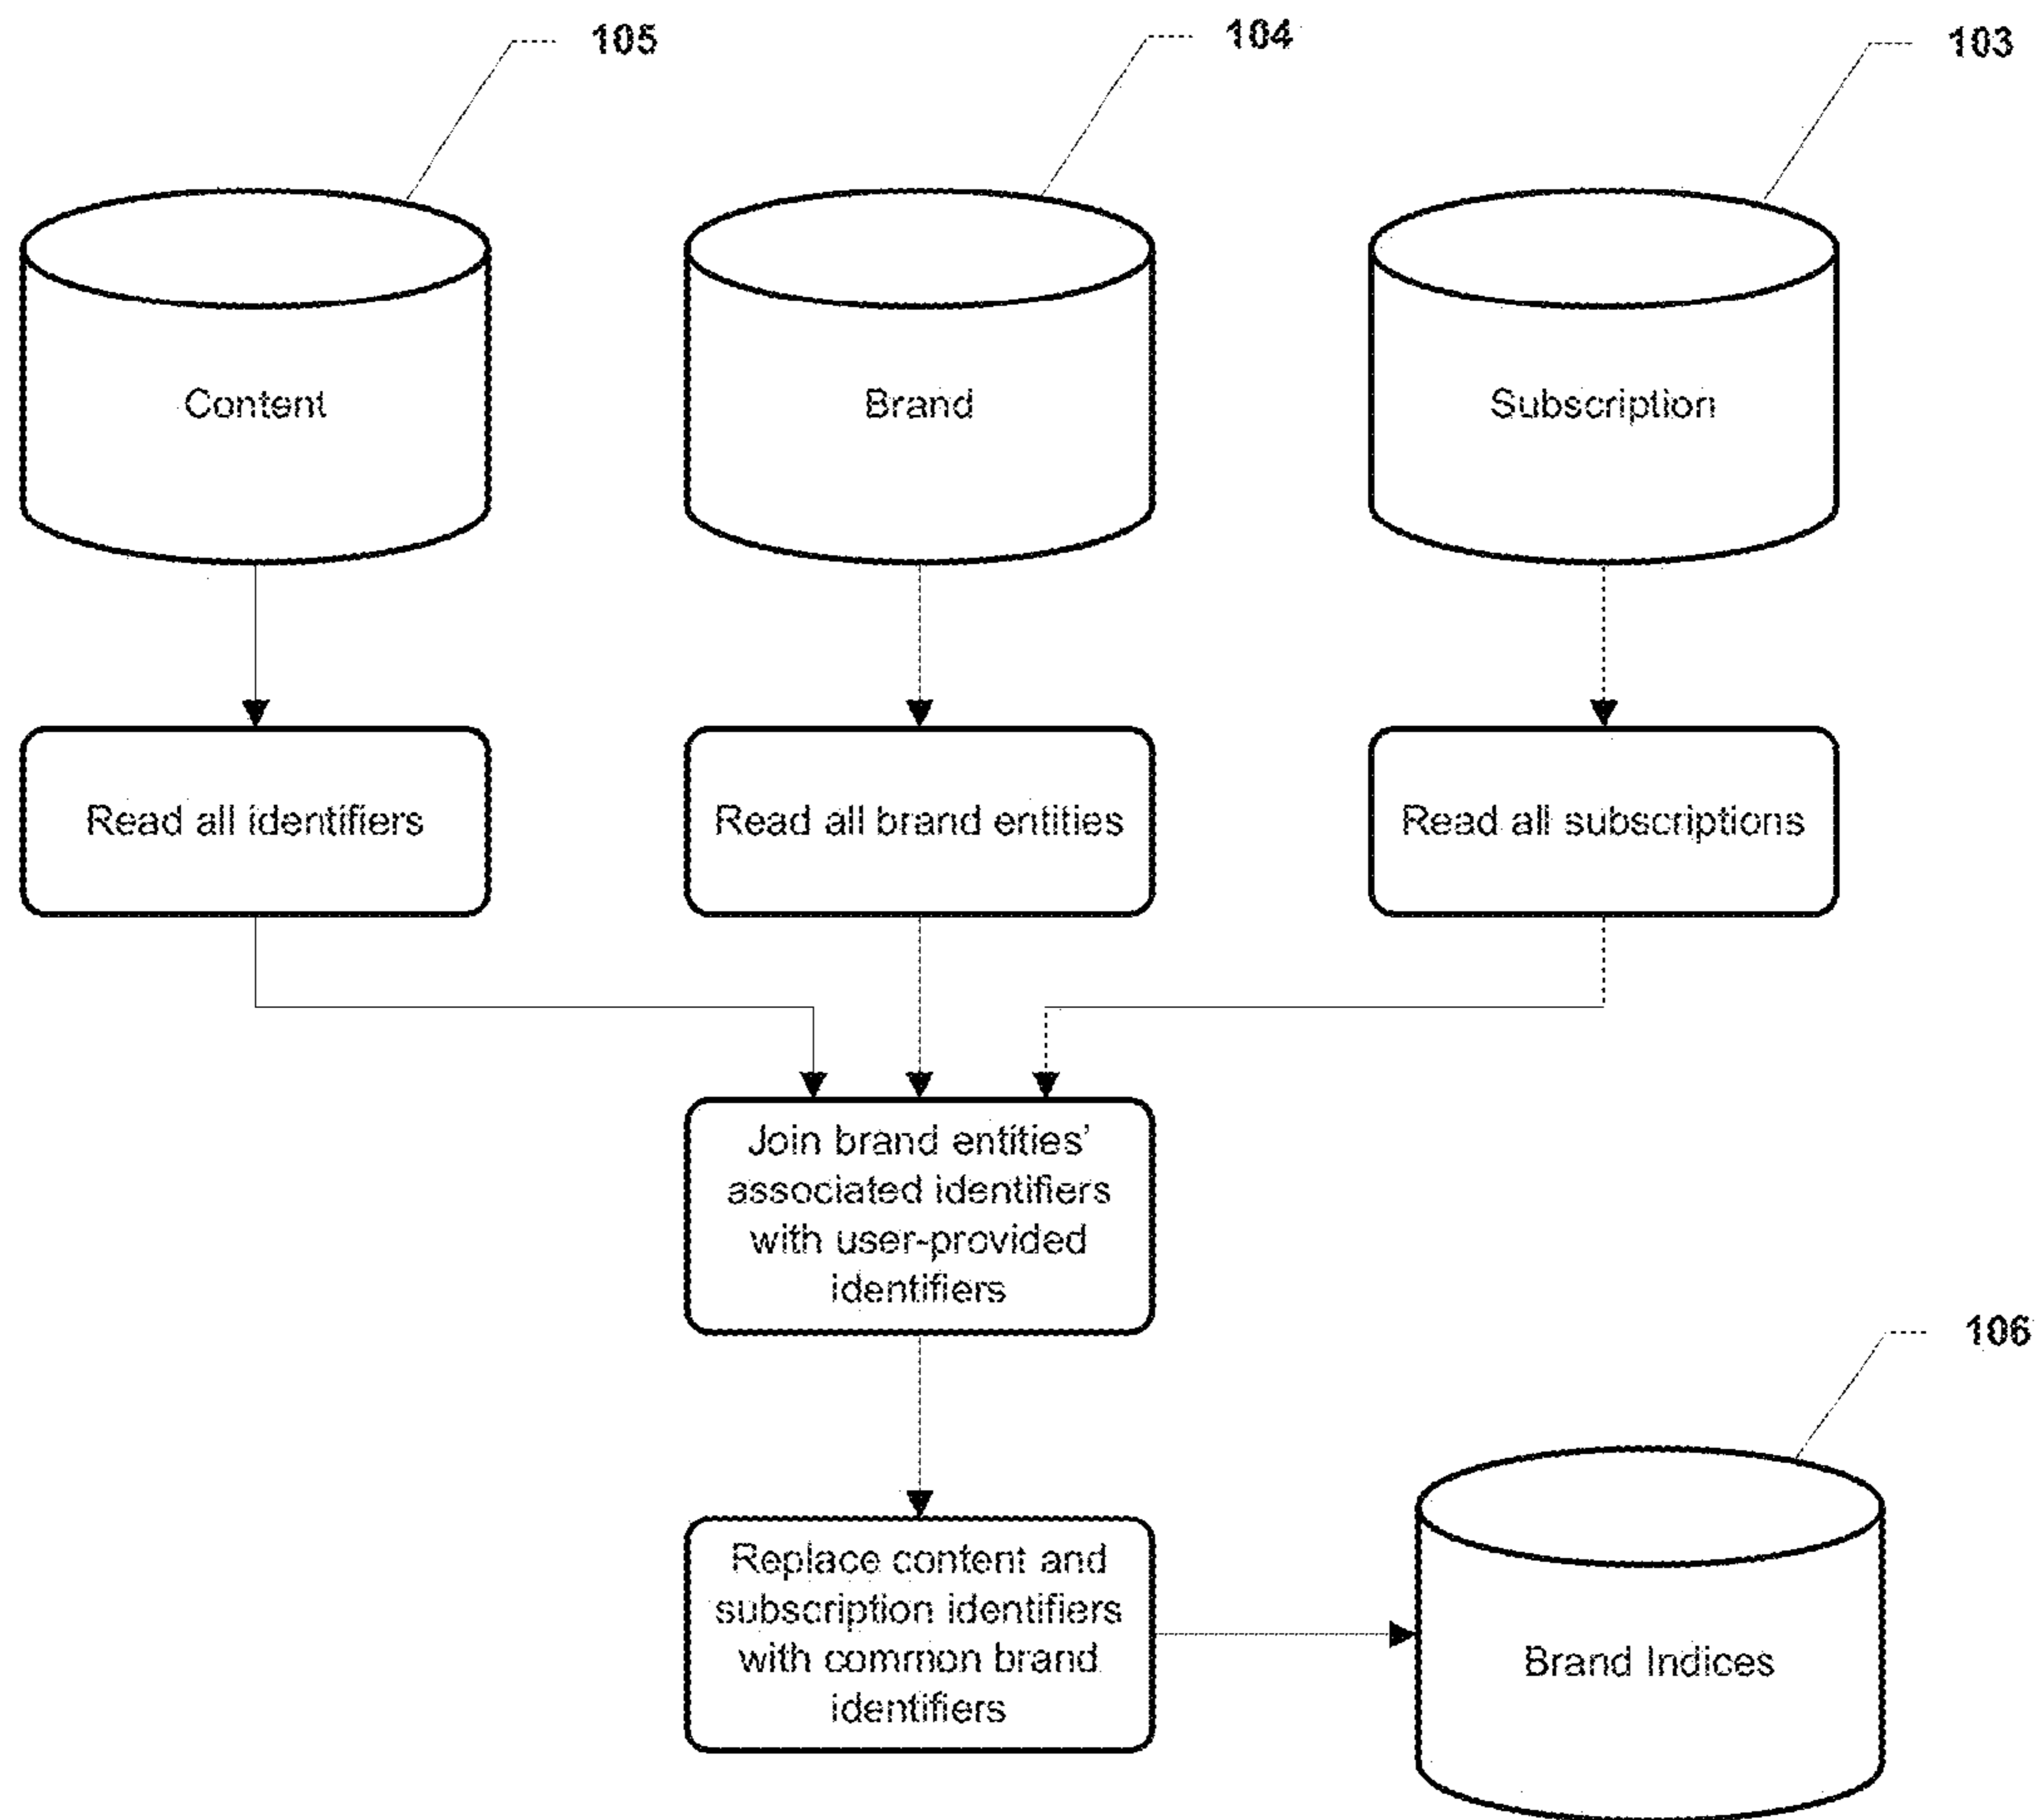 105
104
103
Content
Brand
Subscription
Read all identifiers
Read all brand entities
Read all subscriptions
Join brand entities'
associated identifiers
with user-provided
identifiers
106
Replace content and
subscription identifiers
with common brand
identifiers
Brand Indices